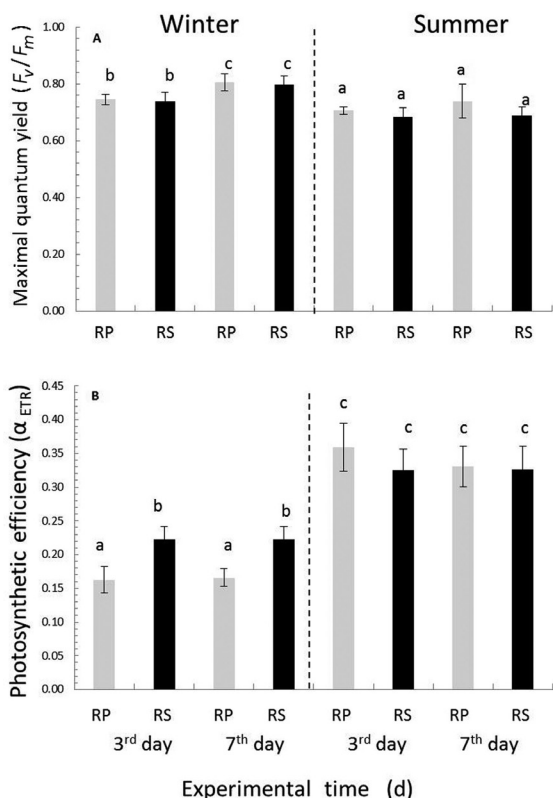 Winter Summer
A
Maximal quantum yield (Fv/Fm)
1.00
0.80
0.60
0.40
0.20
0.00
b b c c a a a a
RP RS RP RS RP RS RP RS
B
Photosynthetic efficiency (α ETR)
0.45
0.40
0.35
0.30
0.25
0.20
0.15
0.10
0.05
0.00
a b a b c c c c
RP RS RP RS RP RS RP RS
3rd day 7th day 3rd day 7th day
Experimental time (d)